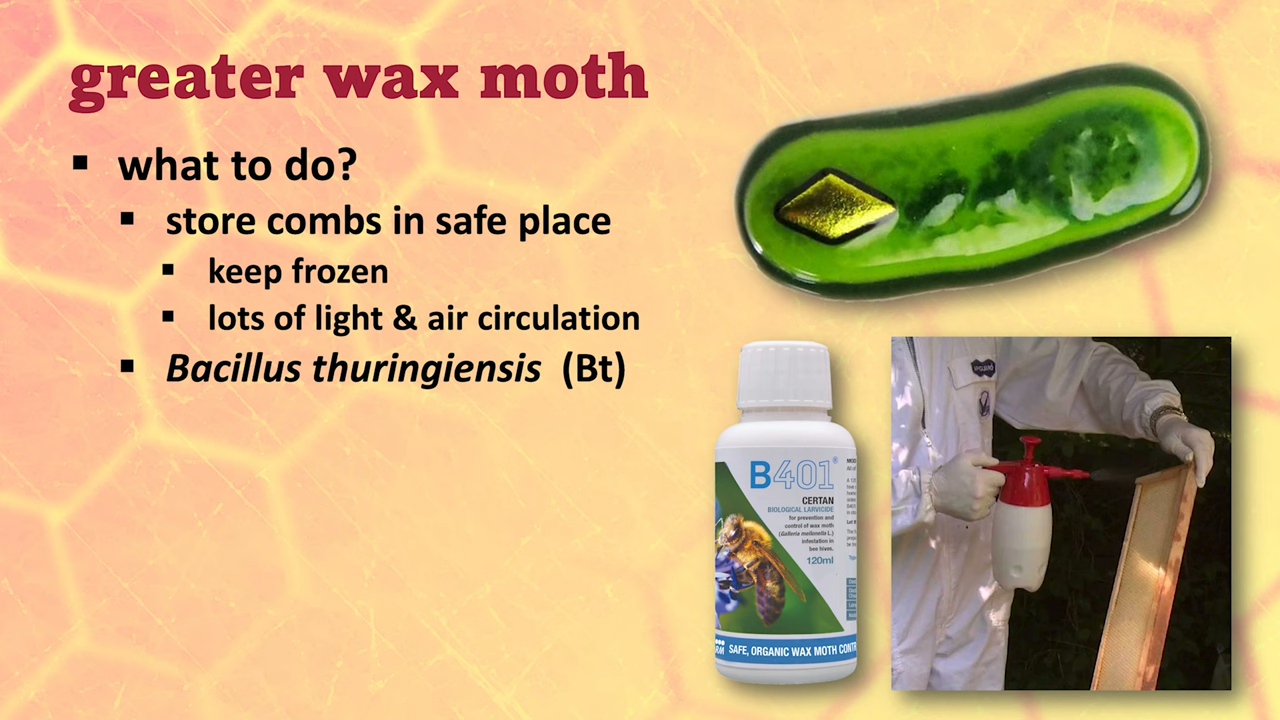 greater wax moth
▪ what to do?
▪ store combs in safe place
▪ keep frozen
▪ lots of light & air circulation
▪ Bacillus thuringiensis (Bt)
B401®
CERTAN
BIOLOGICAL LARVICIDE
for prevention and
control of wax moth
(Galleria mellonella L.)
infestation in
bee hives.
120ml
SAFE, ORGANIC WAX MOTH CONT